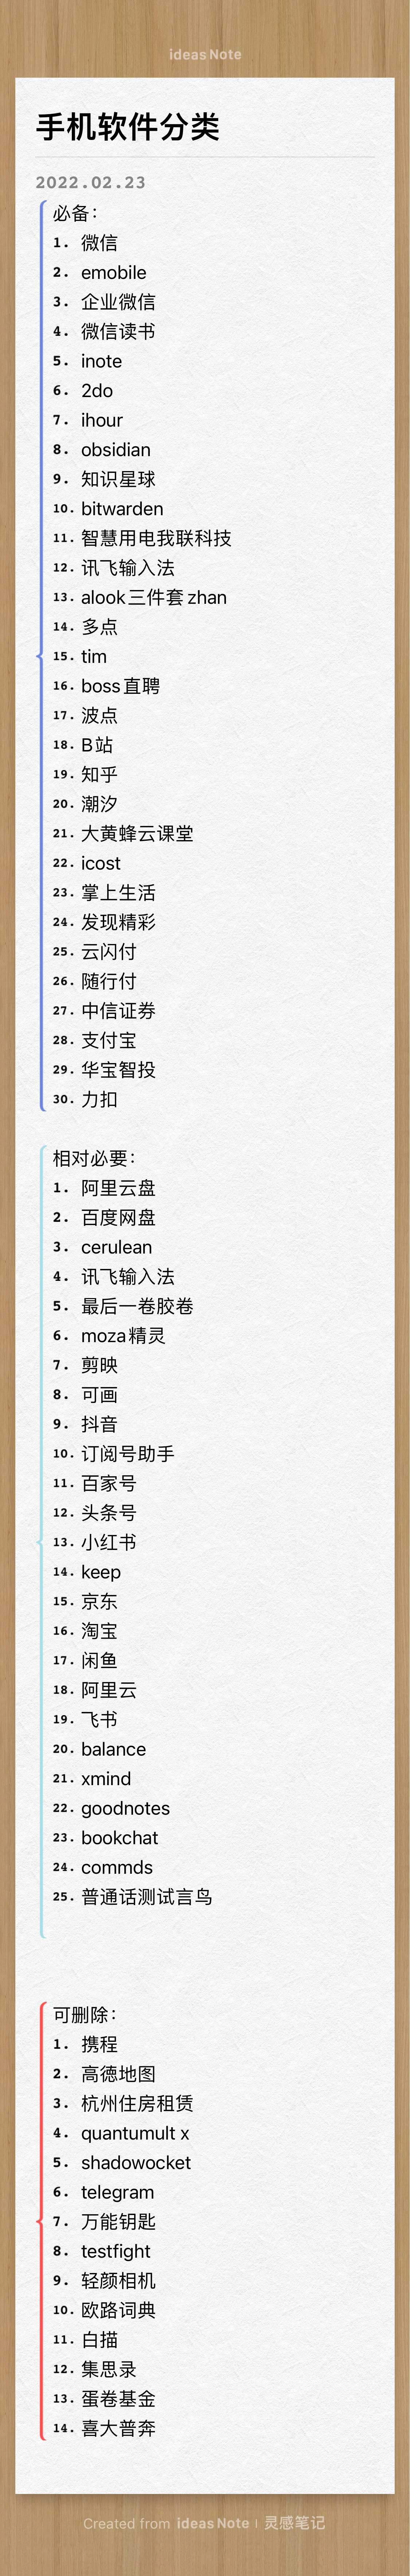 ideas Note
手机软件分类
2022.02.23
必备：
1. 微信
2. emobile
3. 企业微信
4. 微信读书
5. inote
6. 2do
7. ihour
8. obsidian
9. 知识星球
10. bitwarden
11. 智慧用电我联科技
12. 讯飞输入法
13. alook三件套zhan
14. 多点
15. tim
16. boss直聘
17. 波点
18. B站
19. 知乎
20. 潮汐
21. 大黄蜂云课堂
22. icost
23. 掌上生活
24. 发现精彩
25. 云闪付
26. 随行付
27. 中信证券
28. 支付宝
29. 华宝智投
30. 力扣
相对必要：
1. 阿里云盘
2. 百度网盘
3. cerulean
4. 讯飞输入法
5. 最后一卷胶卷
6. moza精灵
7. 剪映
8. 可画
9. 抖音
10. 订阅号助手
11. 百家号
12. 头条号
13. 小红书
14. keep
15. 京东
16. 淘宝
17. 闲鱼
18. 阿里云
19. 飞书
20. balance
21. xmind
22. goodnotes
23. bookchat
24. commds
25. 普通话测试言鸟
可删除：
1. 携程
2. 高德地图
3. 杭州住房租赁
4. quantumult x
5. shadowocket
6. telegram
7. 万能钥匙
8. testfight
9. 轻颜相机
10. 欧路词典
11. 白描
12. 集思录
13. 蛋卷基金
14. 喜大普奔
Created from ideas Note | 灵感笔记